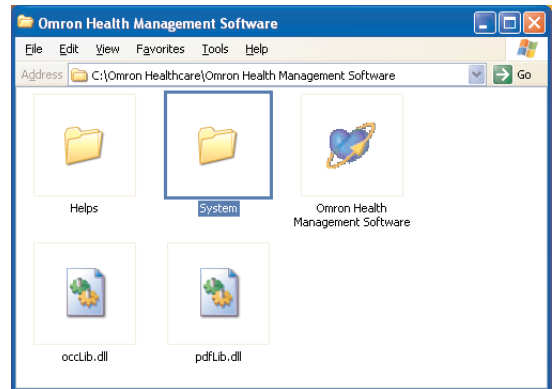 Omron Health Management Software
File Edit View Favorites Tools Help
Address C:\Omron Healthcare\Omron Health Management Software Go
Helps
System
Omron Health
Management Software
occLib.dll
pdfLib.dll